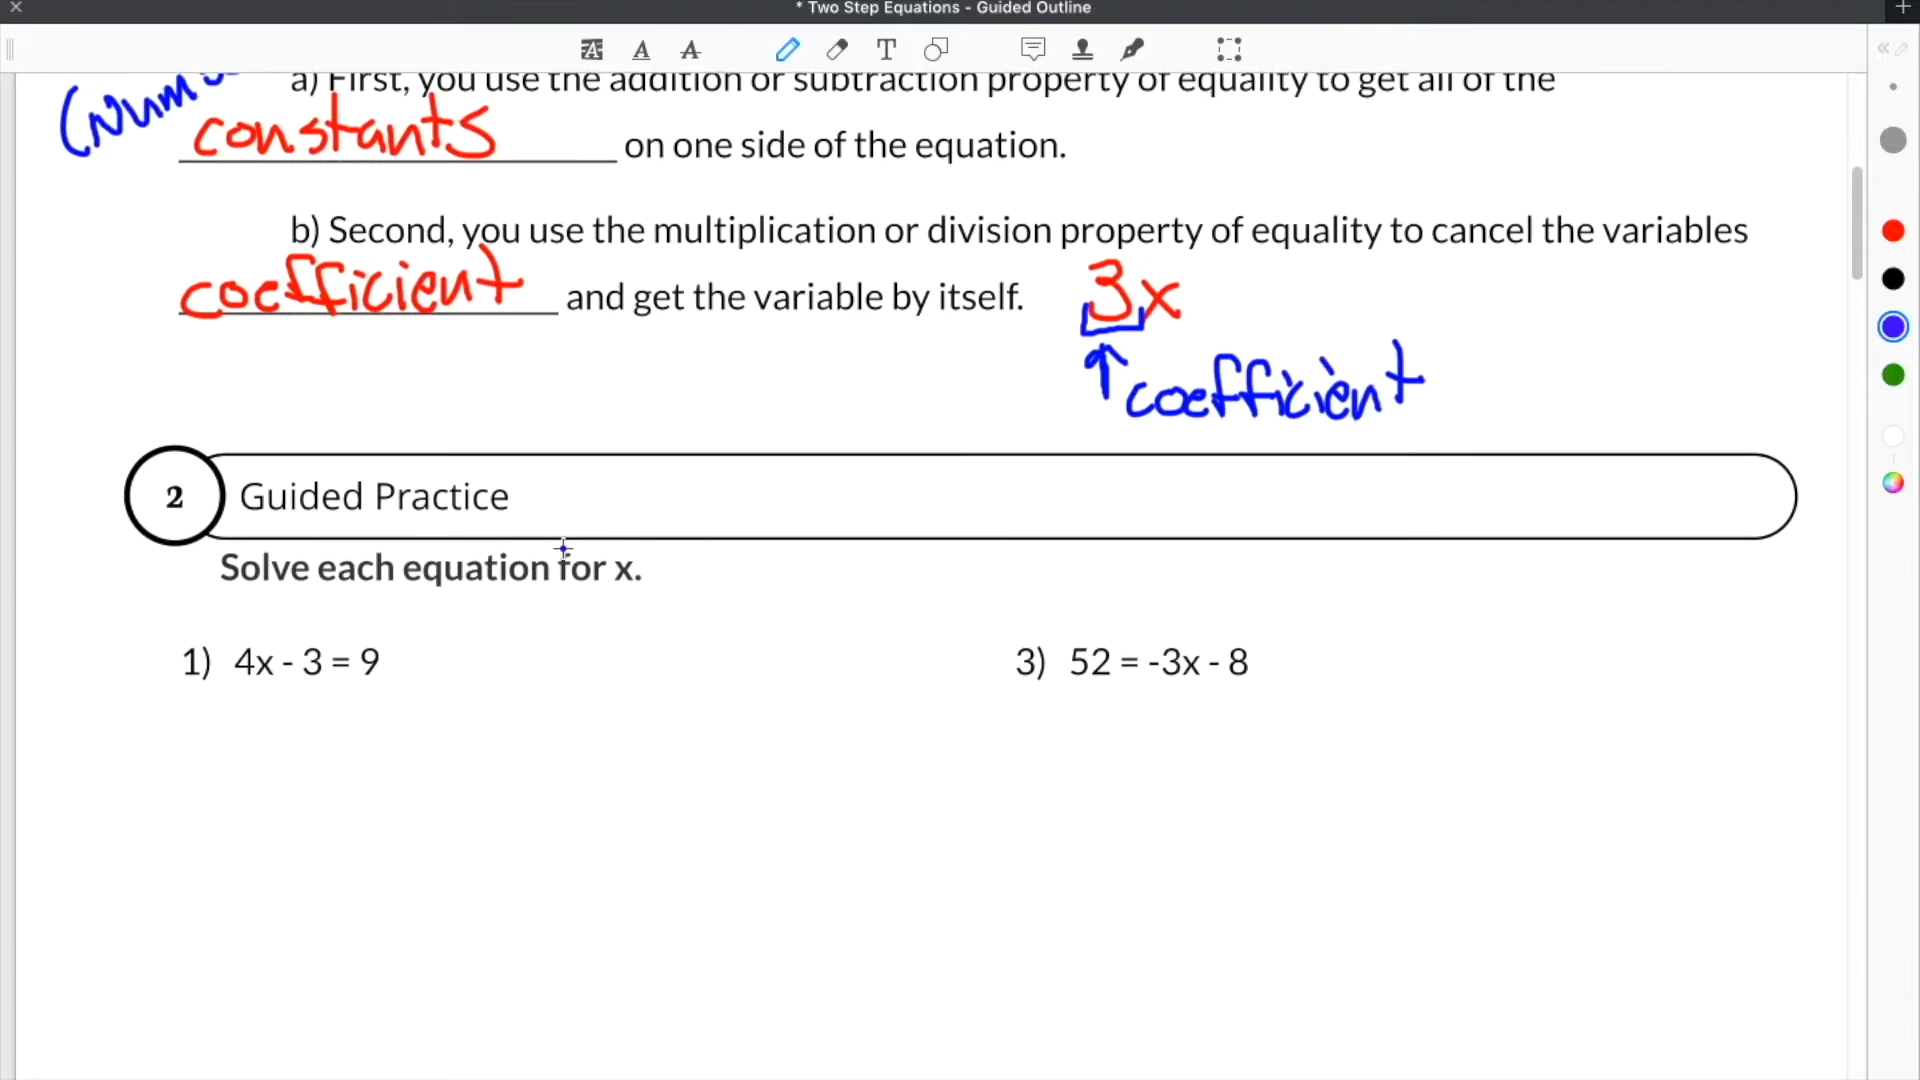 * Two Step Equations - Guided Outline
a) First, you use the addition or subtraction property of equality to get all of the
constants on one side of the equation.
b) Second, you use the multiplication or division property of equality to cancel the variables
coefficient and get the variable by itself. 3x
coefficient
2 Guided Practice
Solve each equation for x.
1) 4x - 3 = 9
3) 52 = -3x - 8